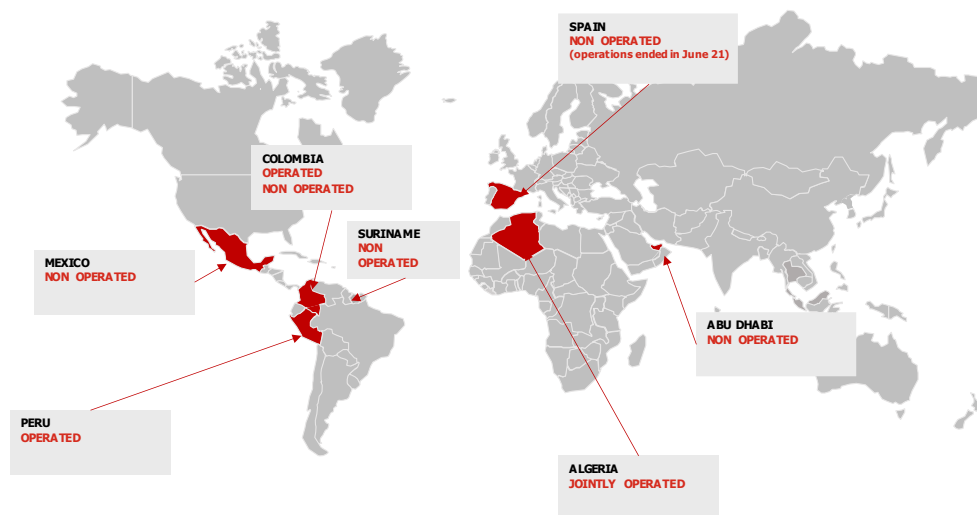 SPAIN
NON OPERATED
(operations ended in June 21)
COLOMBIA
OPERATED
NON OPERATED
SURINAME
NON
OPERATED
MEXICO
NON OPERATED
ABU DHABI
NON OPERATED
PERU
OPERATED
ALGERIA
JOINTLY OPERATED